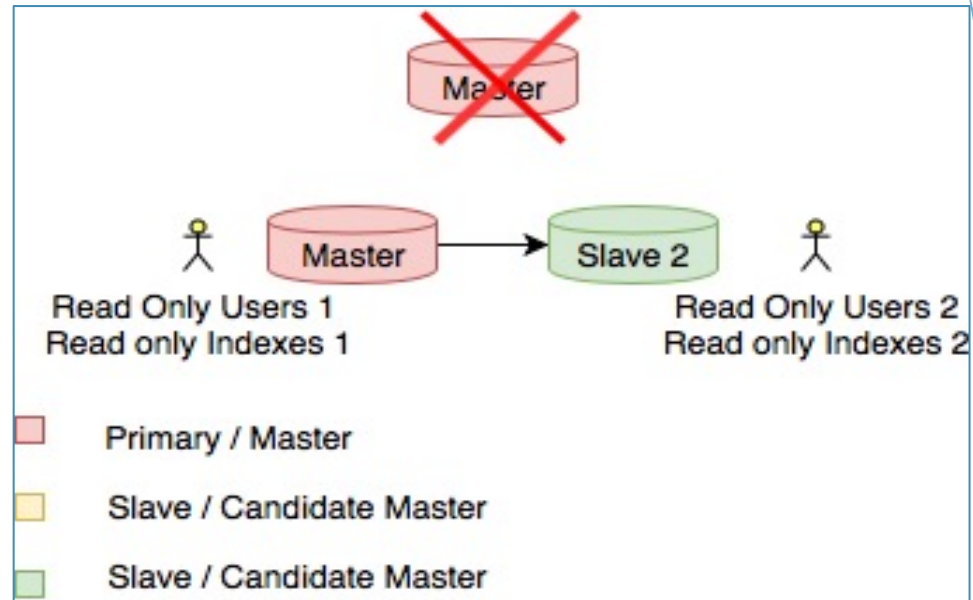 Master
Master
Slave 2
Read Only Users 1
Read only Indexes 1
Read Only Users 2
Read only Indexes 2
Primary / Master
Slave / Candidate Master
Slave / Candidate Master